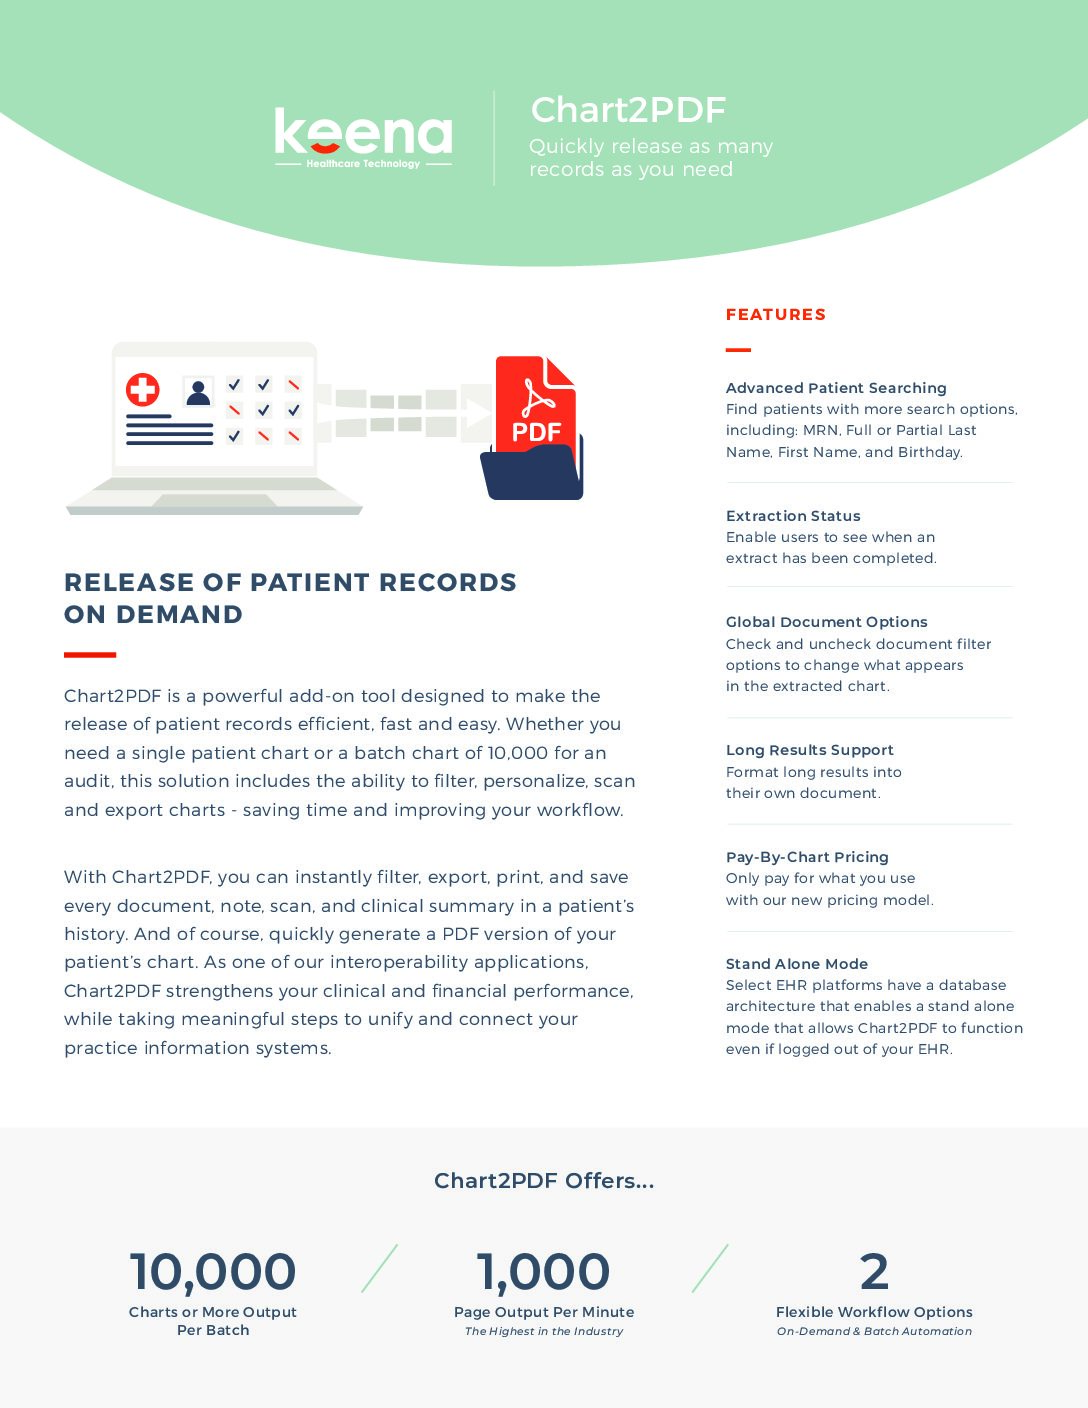 keena
Healthcare Technology
Chart2PDF
Quickly release as many
records as you need
PDF
RELEASE OF PATIENT RECORDS
ON DEMAND
Chart2PDF is a powerful add-on tool designed to make the
release of patient records efficient, fast and easy. Whether you
need a single patient chart or a batch chart of 10,000 for an
audit, this solution includes the ability to filter, personalize, scan
and export charts - saving time and improving your workflow.
With Chart2PDF, you can instantly filter, export, print, and save
every document, note, scan, and clinical summary in a patient's
history. And of course, quickly generate a PDF version of your
patient's chart. As one of our interoperability applications,
Chart2PDF strengthens your clinical and financial performance,
while taking meaningful steps to unify and connect your
practice information systems.
FEATURES
Advanced Patient Searching
Find patients with more search options,
including: MRN, Full or Partial Last
Name, First Name, and Birthday.
Extraction Status
Enable users to see when an
extract has been completed.
Global Document Options
Check and uncheck document filter
options to change what appears
in the extracted chart.
Long Results Support
Format long results into
their own document.
Pay-By-Chart Pricing
Only pay for what you use
with our new pricing model.
Stand Alone Mode
Select EHR platforms have a database
architecture that enables a stand alone
mode that allows Chart2PDF to function
even if logged out of your EHR.
Chart2PDF Offers...
10,000
Charts or More Output
Per Batch
1,000
Page Output Per Minute
The Highest in the Industry
2
Flexible Workflow Options
On-Demand & Batch Automation